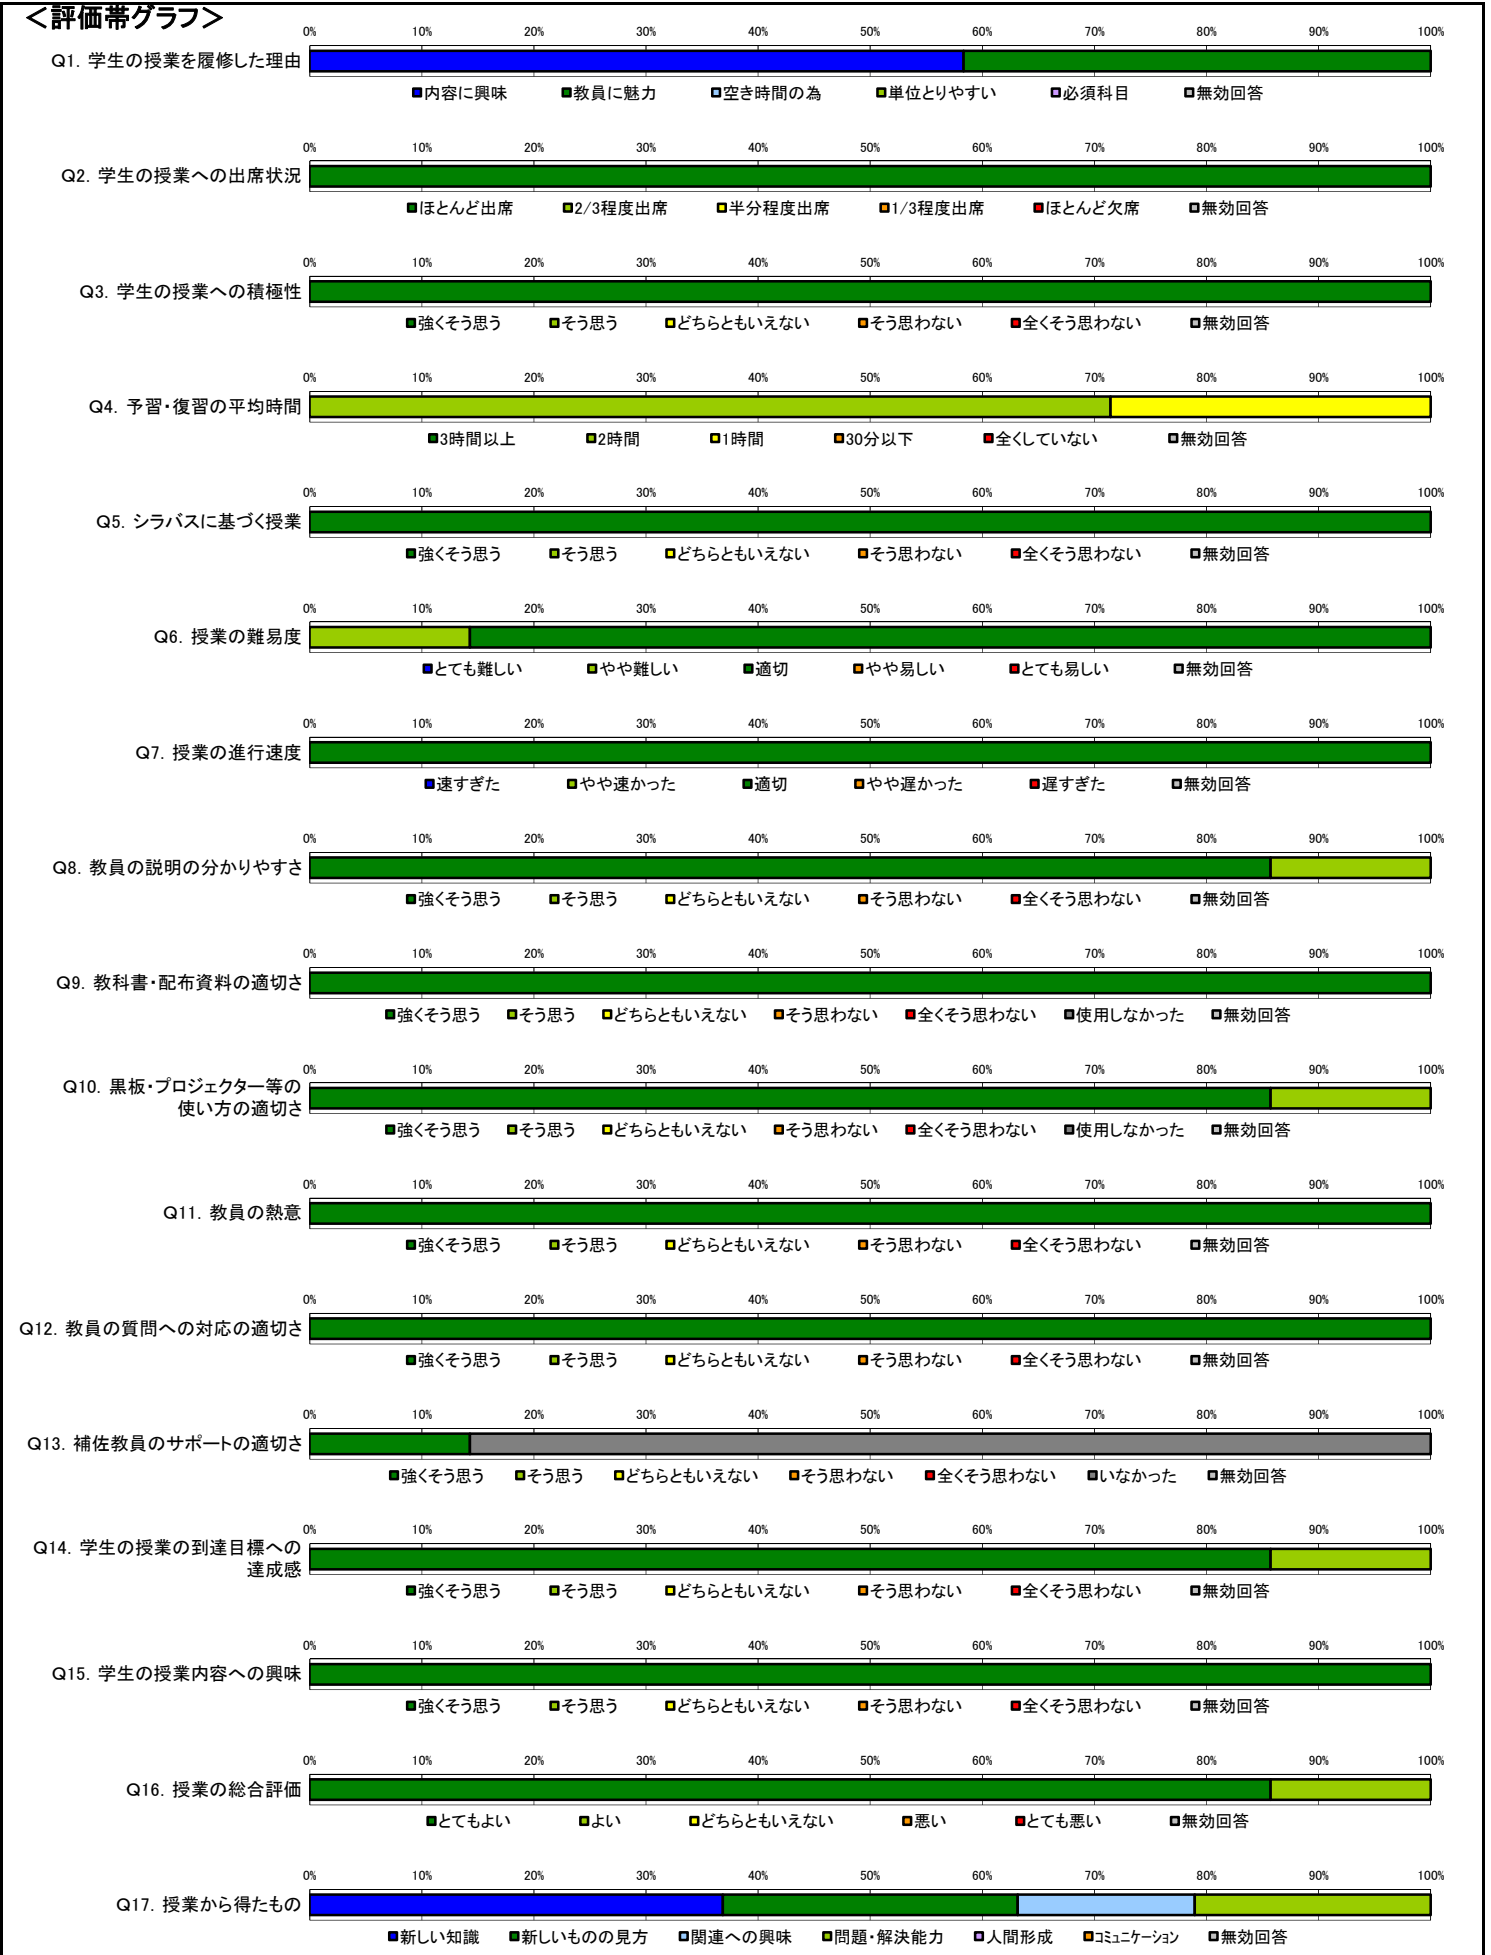 ＜評価帯グラフ＞
0% 10% 20% 30% 40% 50% 60% 70% 80% 90% 100%
Q1. 学生の授業を履修した理由
内容に興味 教員に魅力 空き時間の為 単位とりやすい 必須科目 無効回答
0% 10% 20% 30% 40% 50% 60% 70% 80% 90% 100%
Q2. 学生の授業への出席状況
ほとんど出席 2/3程度出席 半分程度出席 1/3程度出席 ほとんど欠席 無効回答
0% 10% 20% 30% 40% 50% 60% 70% 80% 90% 100%
Q3. 学生の授業への積極性
強くそう思う そう思う どちらともいえない そう思わない 全くそう思わない 無効回答
0% 10% 20% 30% 40% 50% 60% 70% 80% 90% 100%
Q4. 予習・復習の平均時間
3時間以上 2時間 1時間 30分以下 全くしていない 無効回答
0% 10% 20% 30% 40% 50% 60% 70% 80% 90% 100%
Q5. シラバスに基づく授業
強くそう思う そう思う どちらともいえない そう思わない 全くそう思わない 無効回答
0% 10% 20% 30% 40% 50% 60% 70% 80% 90% 100%
Q6. 授業の難易度
とても難しい やや難しい 適切 やや易しい とても易しい 無効回答
0% 10% 20% 30% 40% 50% 60% 70% 80% 90% 100%
Q7. 授業の進行速度
速すぎた やや速かった 適切 やや遅かった 遅すぎた 無効回答
0% 10% 20% 30% 40% 50% 60% 70% 80% 90% 100%
Q8. 教員の説明の分かりやすさ
強くそう思う そう思う どちらともいえない そう思わない 全くそう思わない 無効回答
0% 10% 20% 30% 40% 50% 60% 70% 80% 90% 100%
Q9. 教科書・配布資料の適切さ
強くそう思う そう思う どちらともいえない そう思わない 全くそう思わない 使用しなかった 無効回答
0% 10% 20% 30% 40% 50% 60% 70% 80% 90% 100%
Q10. 黒板・プロジェクター等の
使い方の適切さ
強くそう思う そう思う どちらともいえない そう思わない 全くそう思わない 使用しなかった 無効回答
0% 10% 20% 30% 40% 50% 60% 70% 80% 90% 100%
Q11. 教員の熱意
強くそう思う そう思う どちらともいえない そう思わない 全くそう思わない 無効回答
0% 10% 20% 30% 40% 50% 60% 70% 80% 90% 100%
Q12. 教員の質問への対応の適切さ
強くそう思う そう思う どちらともいえない そう思わない 全くそう思わない 無効回答
0% 10% 20% 30% 40% 50% 60% 70% 80% 90% 100%
Q13. 補佐教員のサポートの適切さ
強くそう思う そう思う どちらともいえない そう思わない 全くそう思わない いなかった 無効回答
0% 10% 20% 30% 40% 50% 60% 70% 80% 90% 100%
Q14. 学生の授業の到達目標への
達成感
強くそう思う そう思う どちらともいえない そう思わない 全くそう思わない 無効回答
0% 10% 20% 30% 40% 50% 60% 70% 80% 90% 100%
Q15. 学生の授業内容への興味
強くそう思う そう思う どちらともいえない そう思わない 全くそう思わない 無効回答
0% 10% 20% 30% 40% 50% 60% 70% 80% 90% 100%
Q16. 授業の総合評価
とてもよい よい どちらともいえない 悪い とても悪い 無効回答
0% 10% 20% 30% 40% 50% 60% 70% 80% 90% 100%
Q17. 授業から得たもの
新しい知識 新しいものの見方 関連への興味 問題・解決能力 人間形成 ｺﾐｭﾆｹｰｼｮﾝ 無効回答